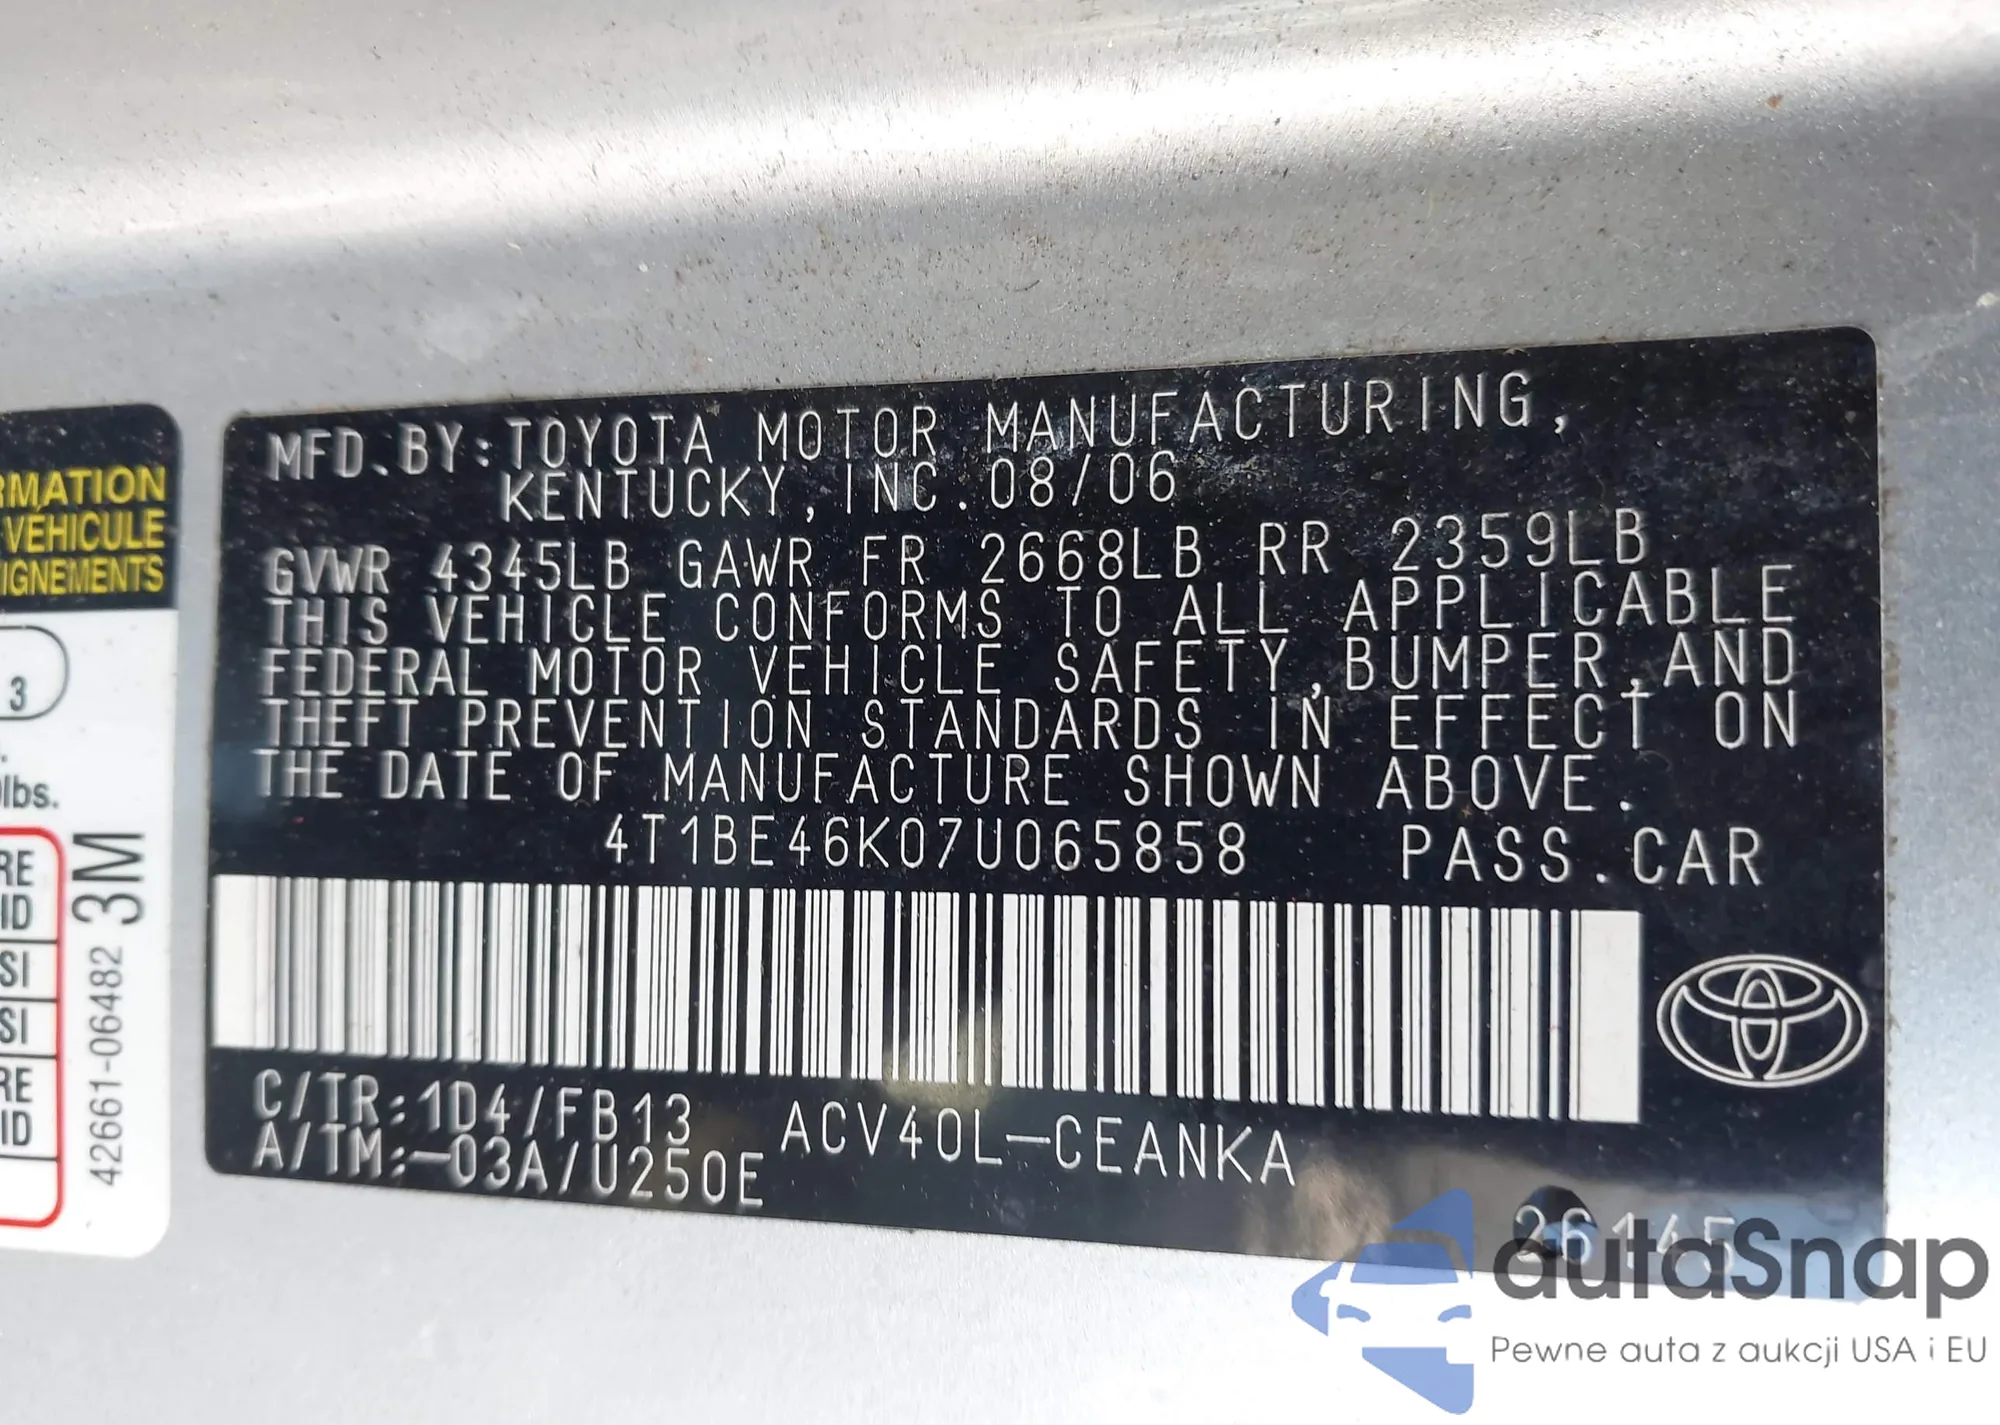 RMATION
VÉHICULE
IGNEMENTS
3
lbs.
RE
ID
SI
SI
RE
ID
42661-06482 3M
MFD.BY:TOYOTA MOTOR MANUFACTURING,
KENTUCKY,INC.08/06
GVWR 4345LB GAWR FR 2668LB RR 2359LB
THIS VEHICLE CONFORMS TO ALL APPLICABLE
FEDERAL MOTOR VEHICLE SAFETY,BUMPER,AND
THEFT PREVENTION STANDARDS IN EFFECT ON
THE DATE OF MANUFACTURE SHOWN ABOVE.
4T1BE46K07U065858 PASS.CAR
C/TR:1D4/FB13 ACV40L-CEANKA
A/TM:-03A/U250E
26145
autaSnap
Pewne auta z aukcji USA i EU